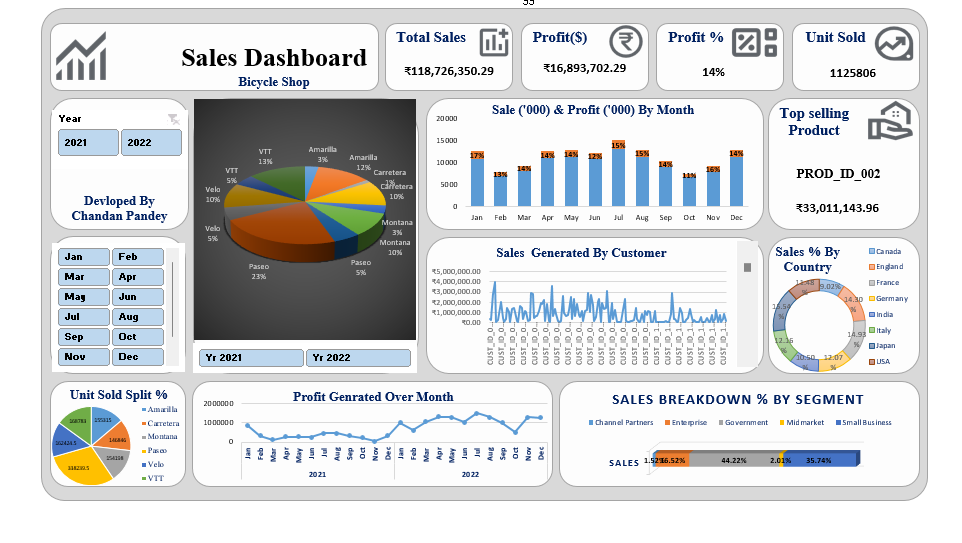 Sales Dashboard
Bicycle Shop
Total Sales
₹118,726,350.29
Profit($)
₹16,893,702.29
Profit %
14%
Unit Sold
1125806
Year
2021 2022
Devloped By
Chandan Pandey
Jan Feb
Mar Apr
May Jun
Jul Aug
Sep Oct
Nov Dec
VTT
13%
Amarilla
3%
Amarilla
12%
VTT
5%
Carretera
Carretera
10%
Velo
10%
Montana
3%
Velo
5%
Montana
10%
Paseo
5%
Paseo
23%
Yr 2021 Yr 2022
Sale ('000) & Profit ('000) By Month
20000
15000
10000
5000
0
17% 13% 14% 14% 14% 12% 15% 15% 14% 11% 16% 14%
Jan Feb Mar Apr May Jun Jul Aug Sep Oct Nov Dec
Top selling
Product
PROD_ID_002
₹33,011,143.96
Sales Generated By Customer
₹5,000,000.00
₹4,000,000.00
₹3,000,000.00
₹2,000,000.00
₹1,000,000.00
₹0.00
Sales % By
Country
9.02%
14.30
%
14.93
%
12.07
%
10.50
%
12.16
%
%
%
Canada
England
France
Germany
India
Italy
Japan
USA
Unit Sold Split %
155315
146846
154198
338239.5
162424.5
168783
Amarilla
Carretera
Montana
Paseo
Velo
VTT
Profit Genrated Over Month
2000000
1000000
0
Jan Feb Mar Apr May Jun Jul Aug Sep Oct Nov Dec Jan Feb Mar Apr May Jun Jul Aug Sep Oct Nov Dec
2021 2022
SALES BREAKDOWN % BY SEGMENT
Channel Partners Enterprise Government Midmarket Small Business
SALES 1.52% 16.52% 44.22% 2.01% 35.74%